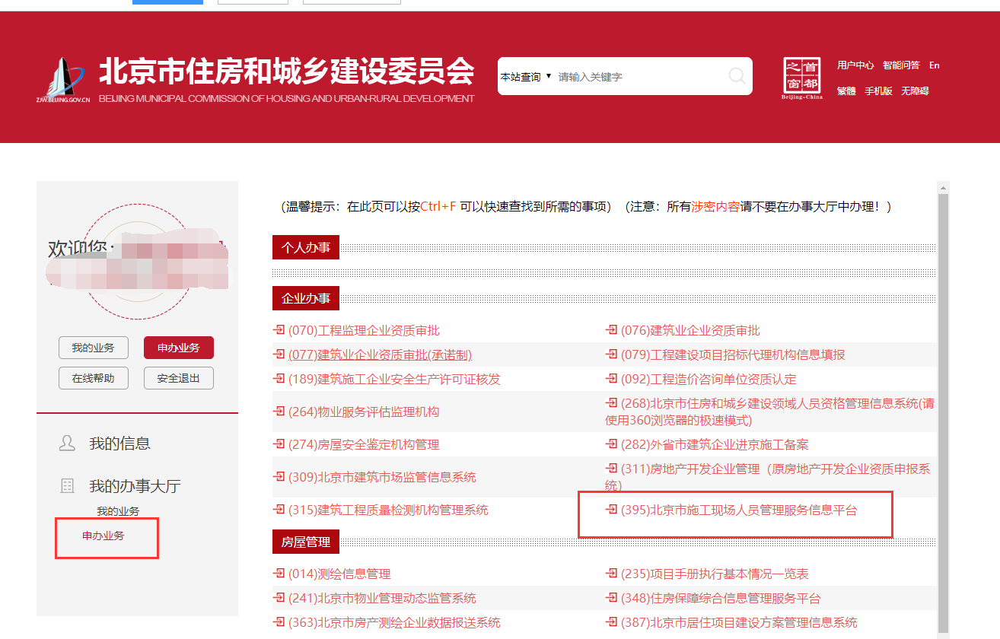 北京市住房和城乡建设委员会
BEIJING MUNICIPAL COMMISSION OF HOUSING AND URBAN-RURAL DEVELOPMENT
ZJW.BEIJING.GOV.CN
本站查询 ▼ 请输入关键字
首都之窗
Beijing-China
用户中心 智能问答 En
繁體 手机版 无障碍
欢迎您:
我的业务 申办业务
在线帮助 安全退出
我的信息
我的办事大厅
我的业务
申办业务
（温馨提示：在此页可以按Ctrl+F 可以快速查找到所需的事项）（注意：所有涉密内容请不要在办事大厅中办理！）
个人办事
企业办事
(070)工程监理企业资质审批 (076)建筑业企业资质审批
(077)建筑业企业资质审批(承诺制) (079)工程建设项目招标代理机构信息填报
(189)建筑施工企业安全生产许可证核发 (092)工程造价咨询单位资质认定
(264)物业服务评估监理机构 (268)北京市住房和城乡建设领域人员资格管理信息系统(请
使用360浏览器的极速模式)
(274)房屋安全鉴定机构管理 (282)外省市建筑企业进京施工备案
(309)北京市建筑市场监管信息系统 (311)房地产开发企业管理（原房地产开发企业资质申报系
统）
(315)建筑工程质量检测机构管理系统 (395)北京市施工现场人员管理服务信息平台
房屋管理
(014)测绘信息管理 (235)项目手册执行基本情况一览表
(241)北京市物业管理动态监管系统 (348)住房保障综合信息管理服务平台
(363)北京市房产测绘企业数据报送系统 (387)北京市居住项目建设方案管理信息系统